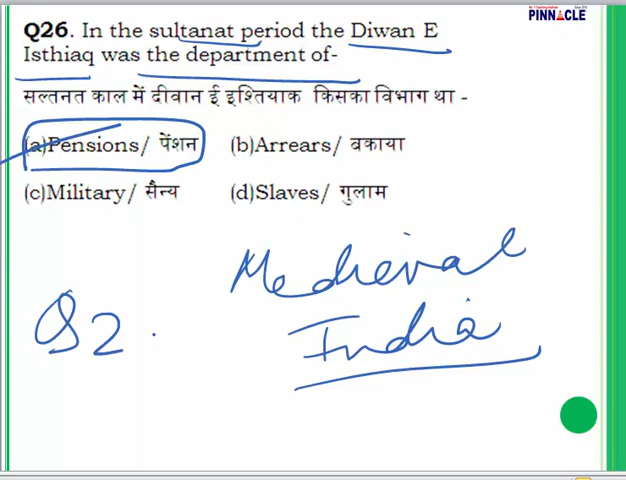 PINNACLE
Q26. In the sultanat period the Diwan E
Isthiaq was the department of-
सल्तनत काल में दीवान ई इश्तियाक किसका विभाग था -
(a)Pensions/ पेंशन (b)Arrears/ बकाया
(c)Military/ सैन्य (d)Slaves/ गुलाम
Medieval
India